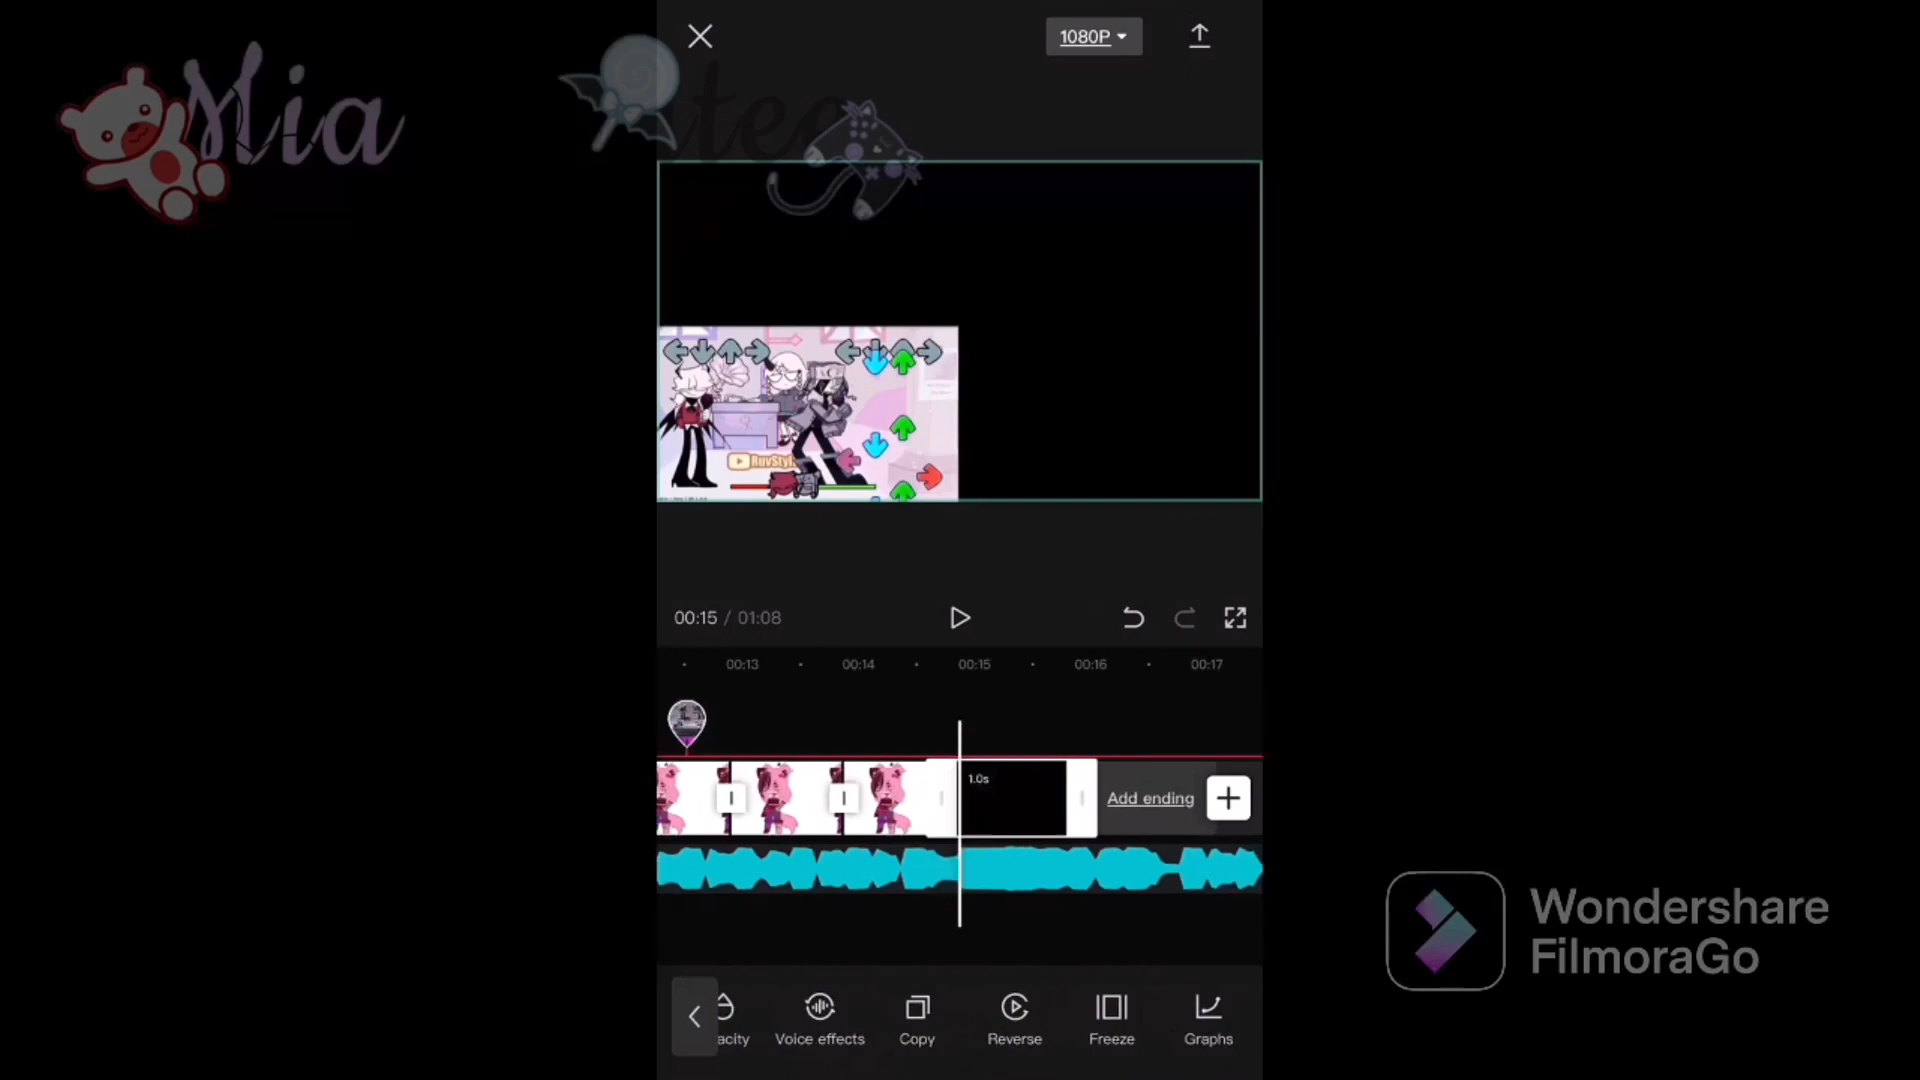 Mia
1080P
RuvStyl
00:15 / 01:08
00:13
00:14
00:15
00:16
00:17
1.0s
Add ending
Wondershare
FilmoraGo
acity
Voice effects
Copy
Reverse
Freeze
Graphs